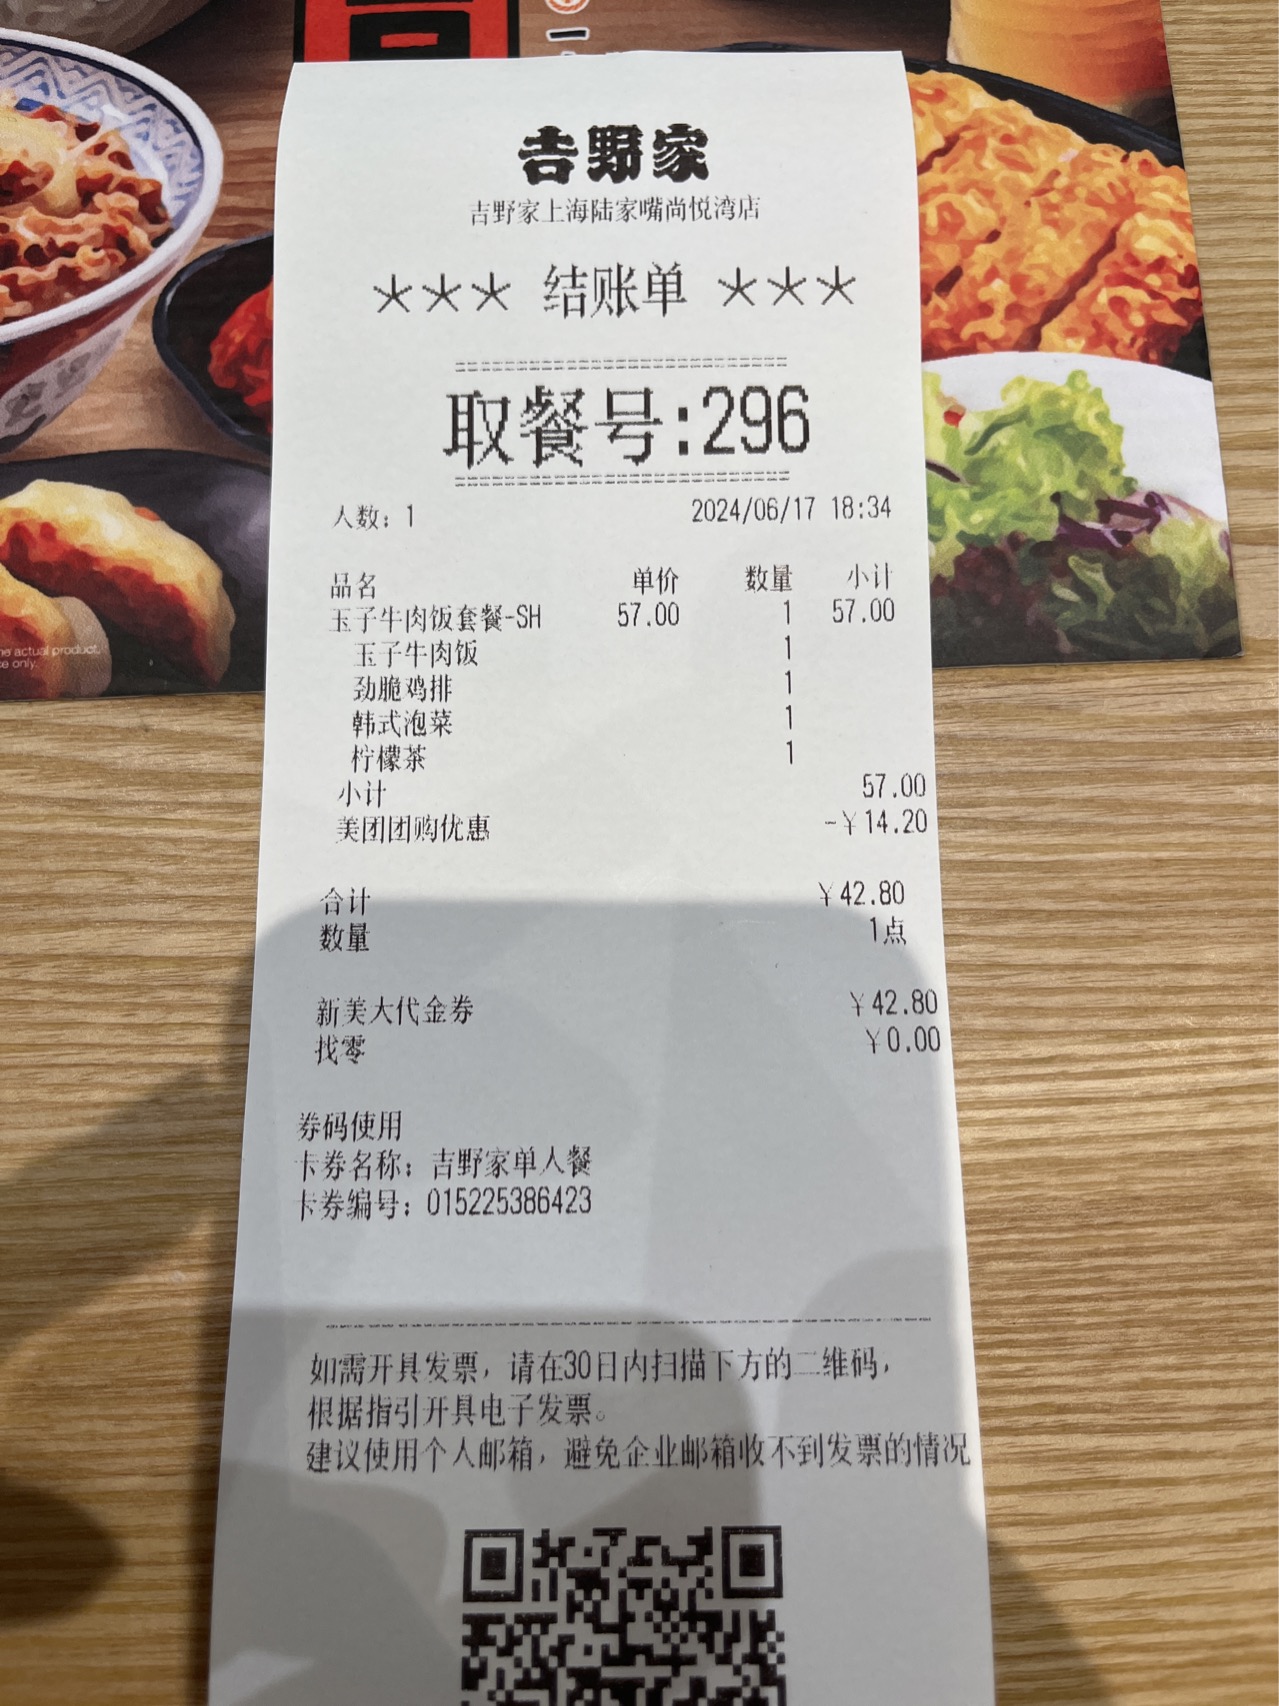 一
he actual product.
ce only.
吉野家
吉野家上海陆家嘴尚悦湾店
*** 结账单 ***
取餐号:296
人数: 1 2024/06/17 18:34
品名 单价 数量 小计
玉子牛肉饭套餐-SH 57.00 1 57.00
玉子牛肉饭 1
劲脆鸡排 1
韩式泡菜 1
柠檬茶 1
小计 57.00
美团团购优惠 -¥14.20
合计 ¥42.80
数量 1点
新美大代金券 ¥42.80
找零 ¥0.00
券码使用
卡券名称: 吉野家单人餐
卡券编号: 015225386423
如需开具发票, 请在30日内扫描下方的二维码,
根据指引开具电子发票。
建议使用个人邮箱, 避免企业邮箱收不到发票的情况